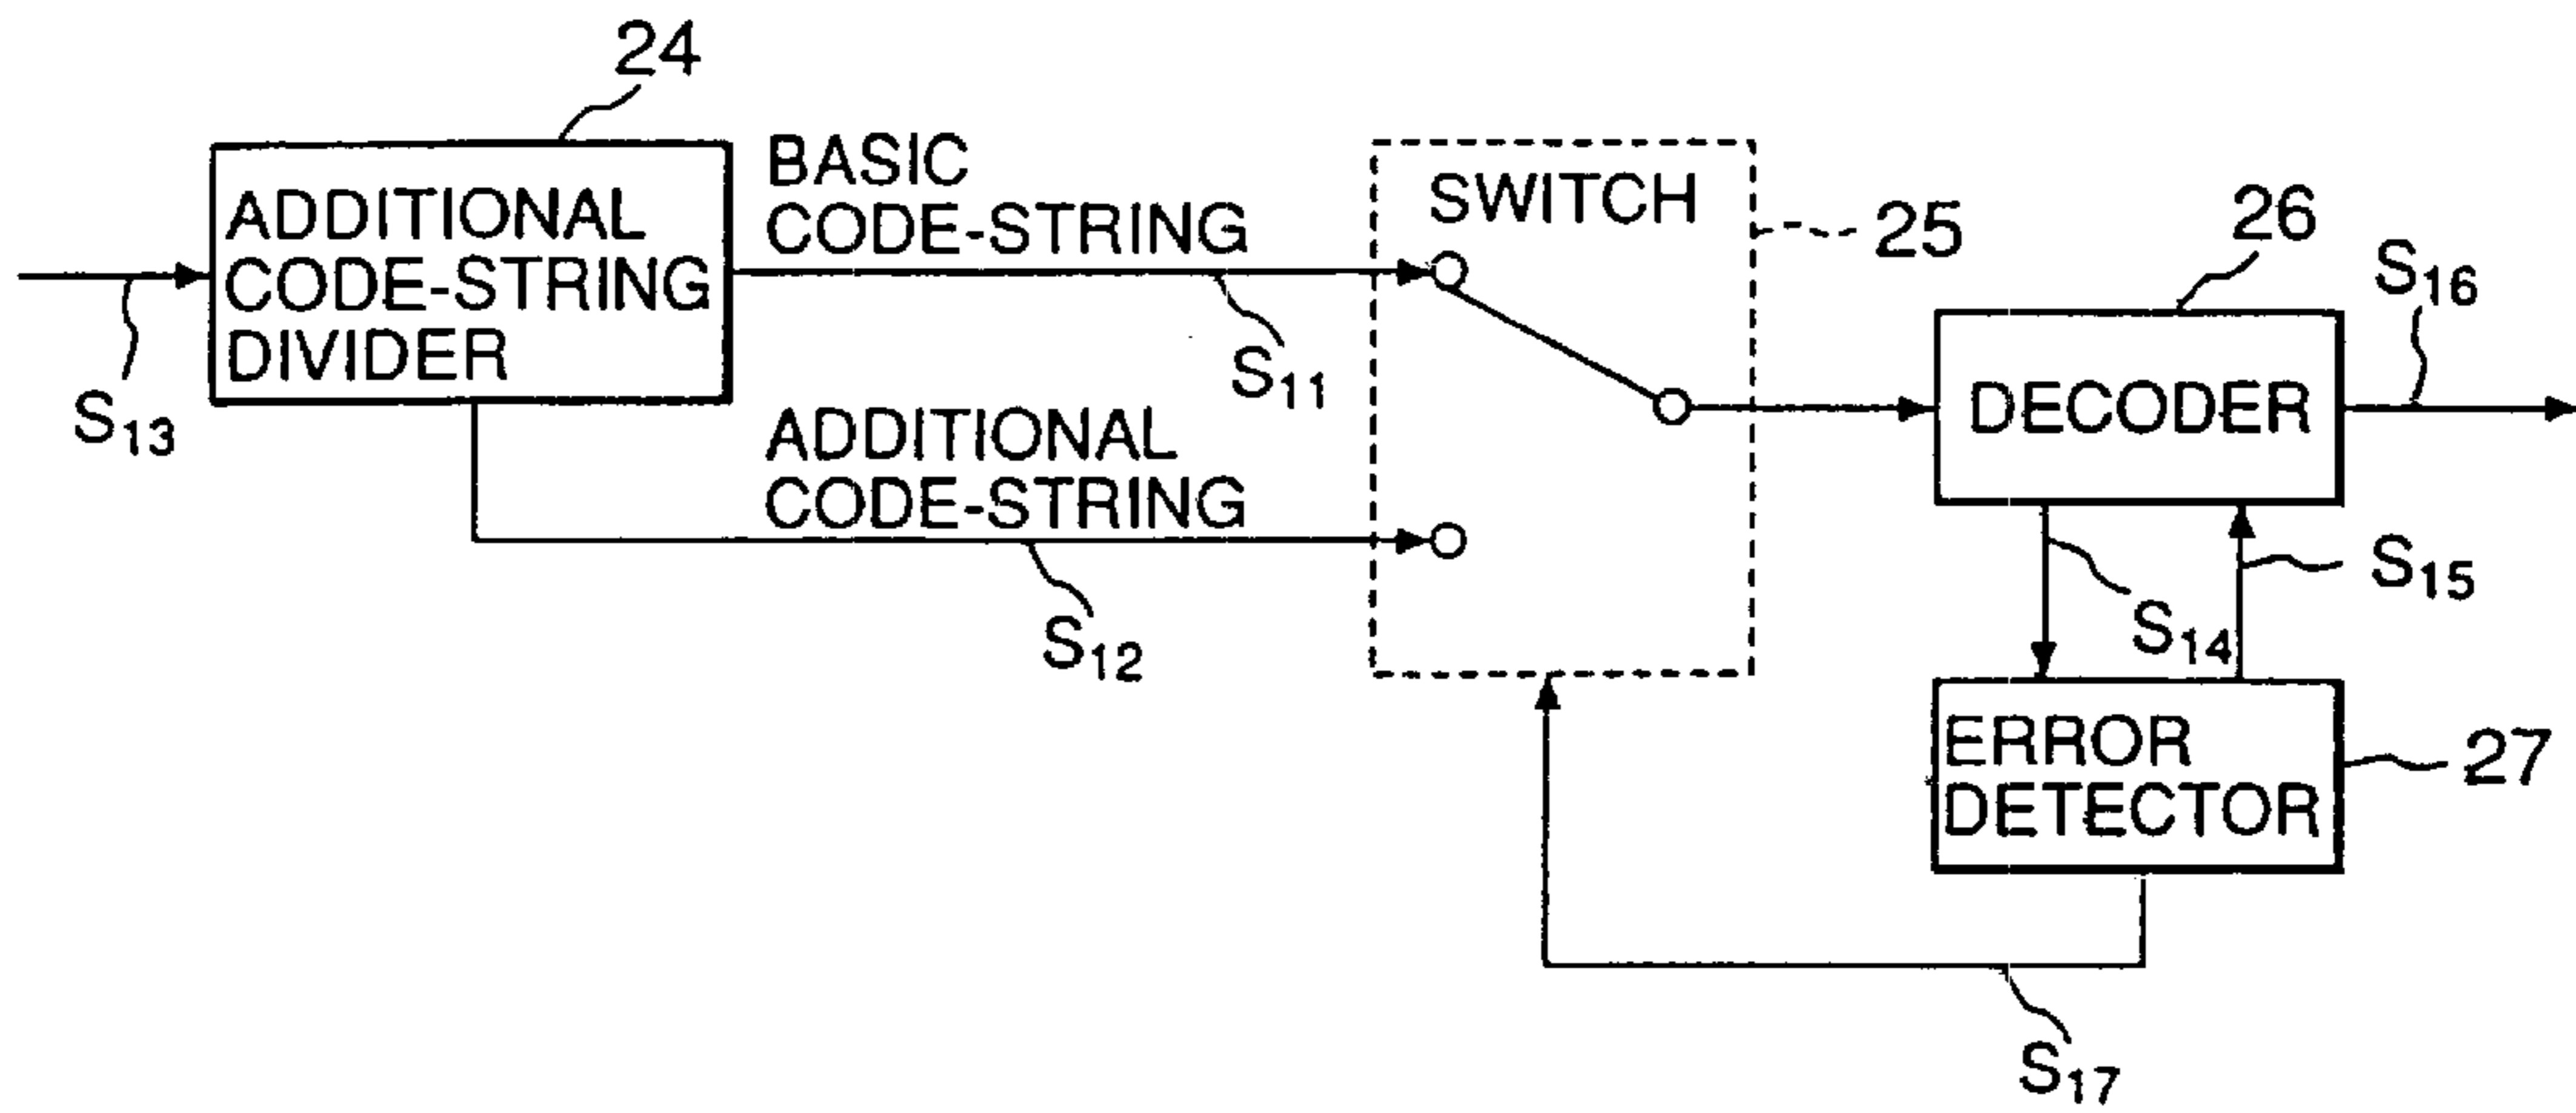 24
ADDITIONAL
CODE-STRING
DIVIDER
S13
BASIC
CODE-STRING
S11
ADDITIONAL
CODE-STRING
S12
SWITCH
25
26
DECODER
S16
S14
S15
ERROR
DETECTOR
27
S17